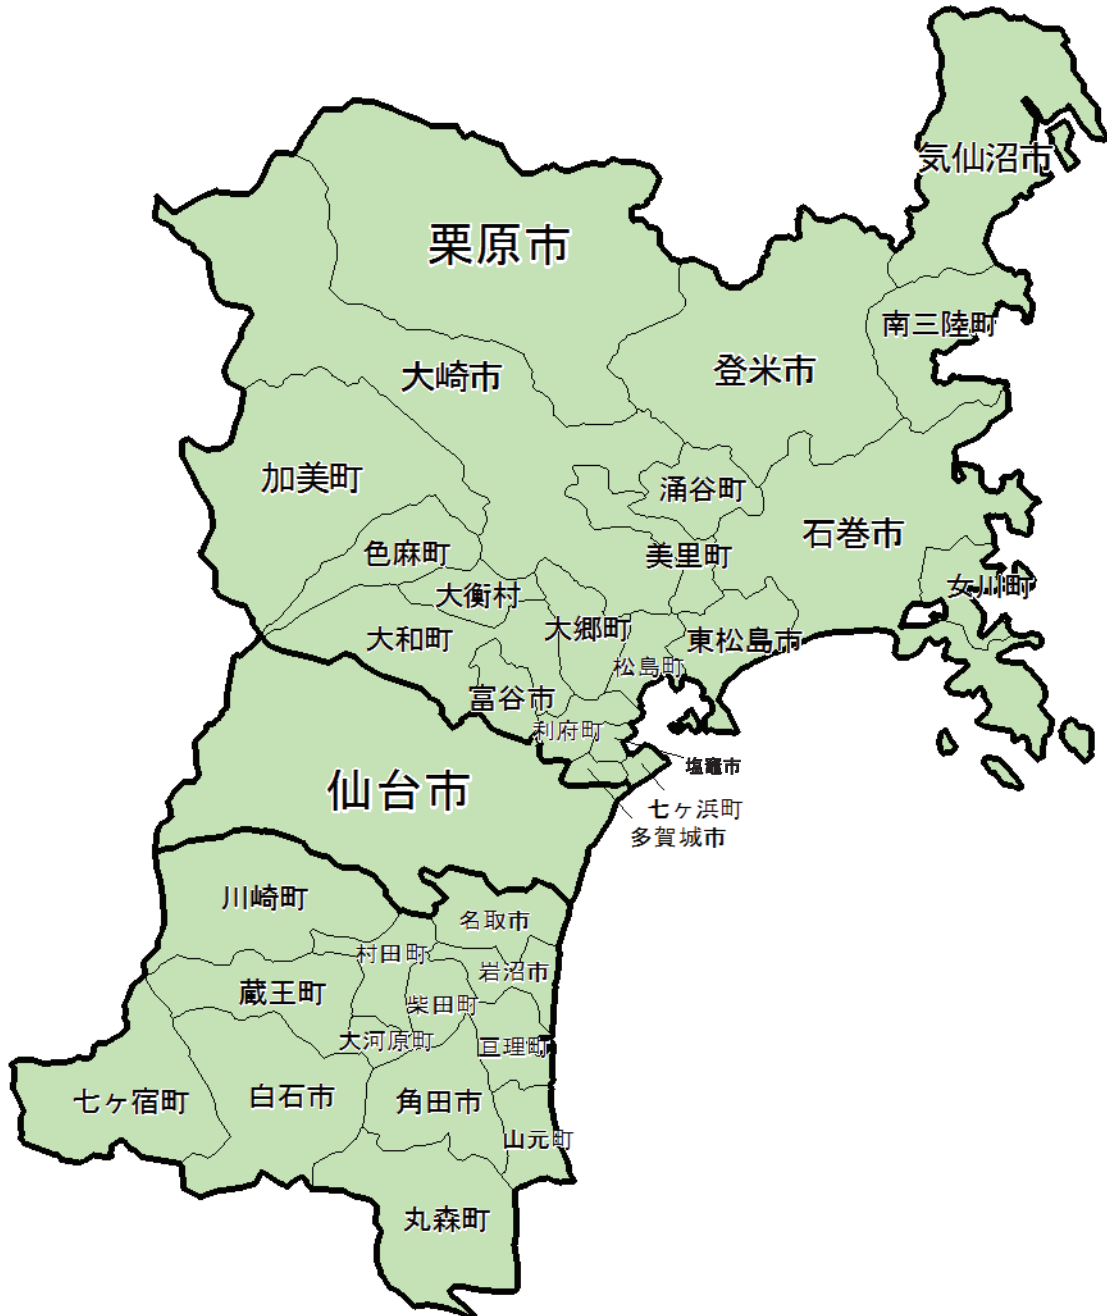 気仙沼市
栗原市
南三陸町
登米市
大崎市
加美町
涌谷町
石巻市
色麻町
美里町
女川町
大衡村
大郷町
大和町
東松島市
松島町
富谷市
利府町
塩竈市
仙台市
七ヶ浜町
多賀城市
川崎町
名取市
村田町
岩沼市
蔵王町
柴田町
大河原町
亘理町
七ヶ宿町
白石市
角田市
山元町
丸森町